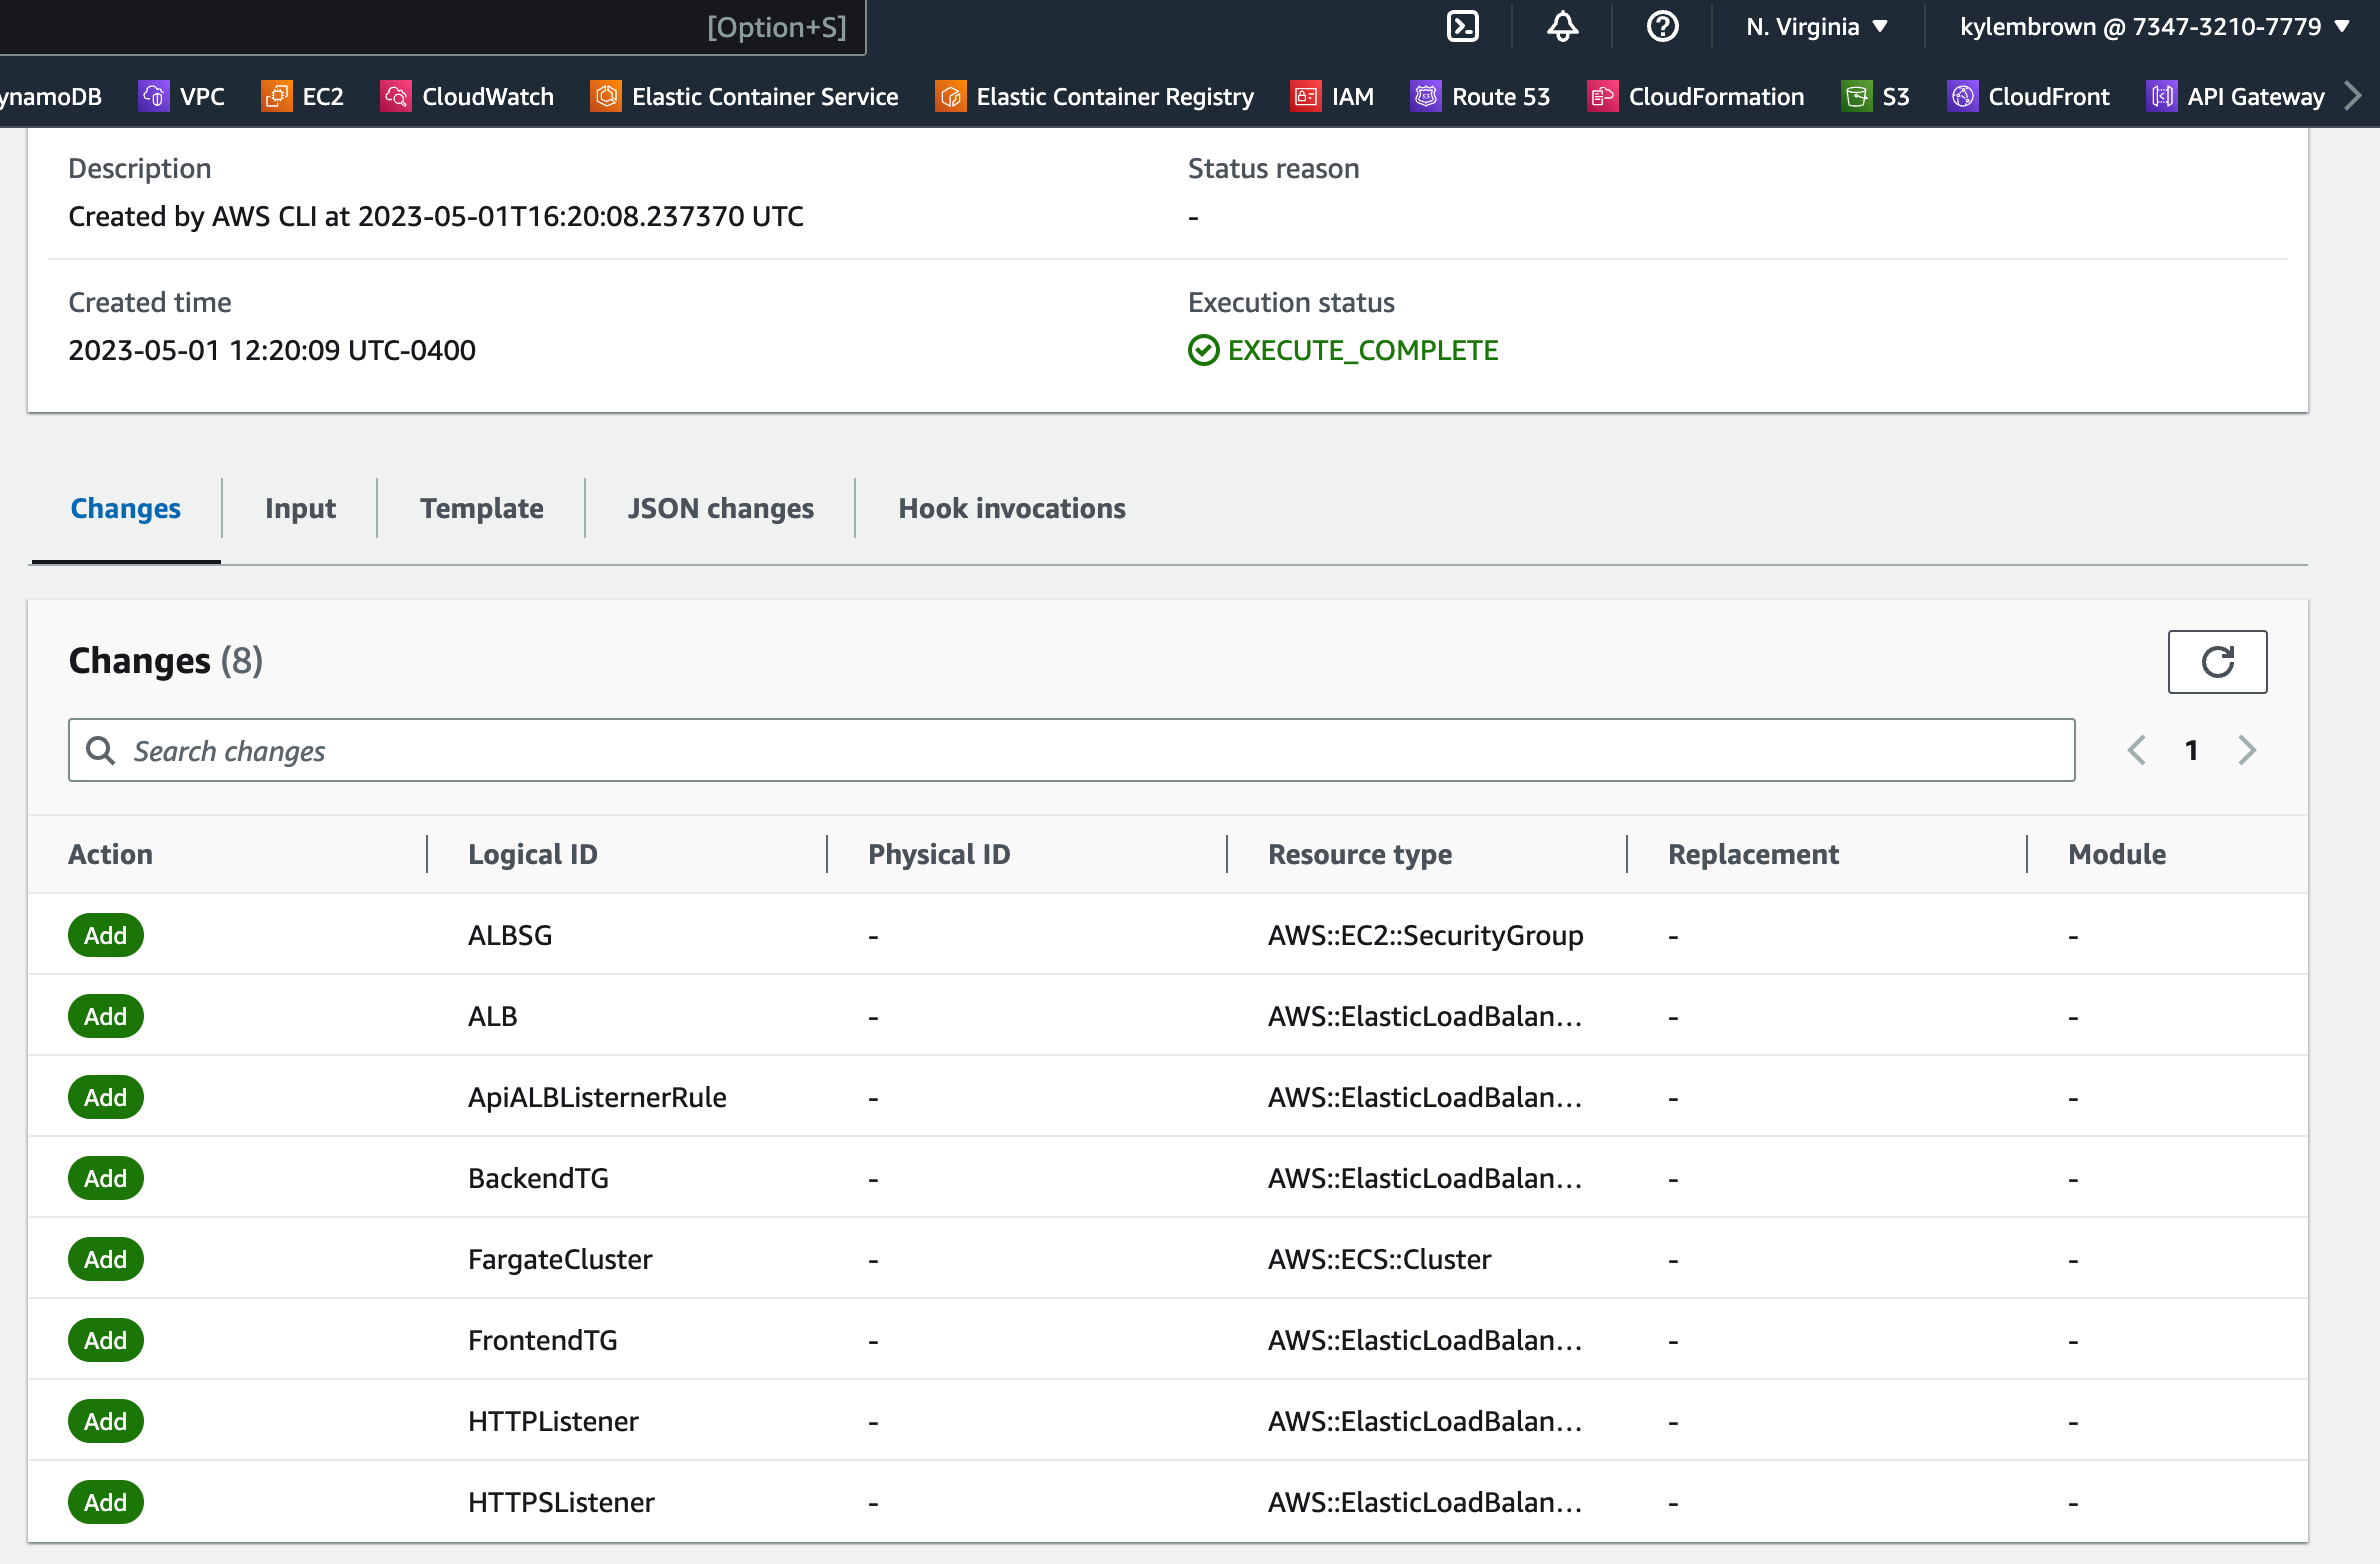 [Option+S] N. Virginia ▼ kylembrown @ 7347-3210-7779 ▼
ynamoDB VPC EC2 CloudWatch Elastic Container Service Elastic Container Registry IAM Route 53 CloudFormation S3 CloudFront API Gateway
Description Status reason
Created by AWS CLI at 2023-05-01T16:20:08.237370 UTC -
Created time Execution status
2023-05-01 12:20:09 UTC-0400 EXECUTE_COMPLETE
Changes Input Template JSON changes Hook invocations
Changes (8)
Search changes 1
Action Logical ID Physical ID Resource type Replacement Module
Add ALBSG - AWS::EC2::SecurityGroup - -
Add ALB - AWS::ElasticLoadBalan... - -
Add ApiALBListernerRule - AWS::ElasticLoadBalan... - -
Add BackendTG - AWS::ElasticLoadBalan... - -
Add FargateCluster - AWS::ECS::Cluster - -
Add FrontendTG - AWS::ElasticLoadBalan... - -
Add HTTPListener - AWS::ElasticLoadBalan... - -
Add HTTPSListener - AWS::ElasticLoadBalan... - -